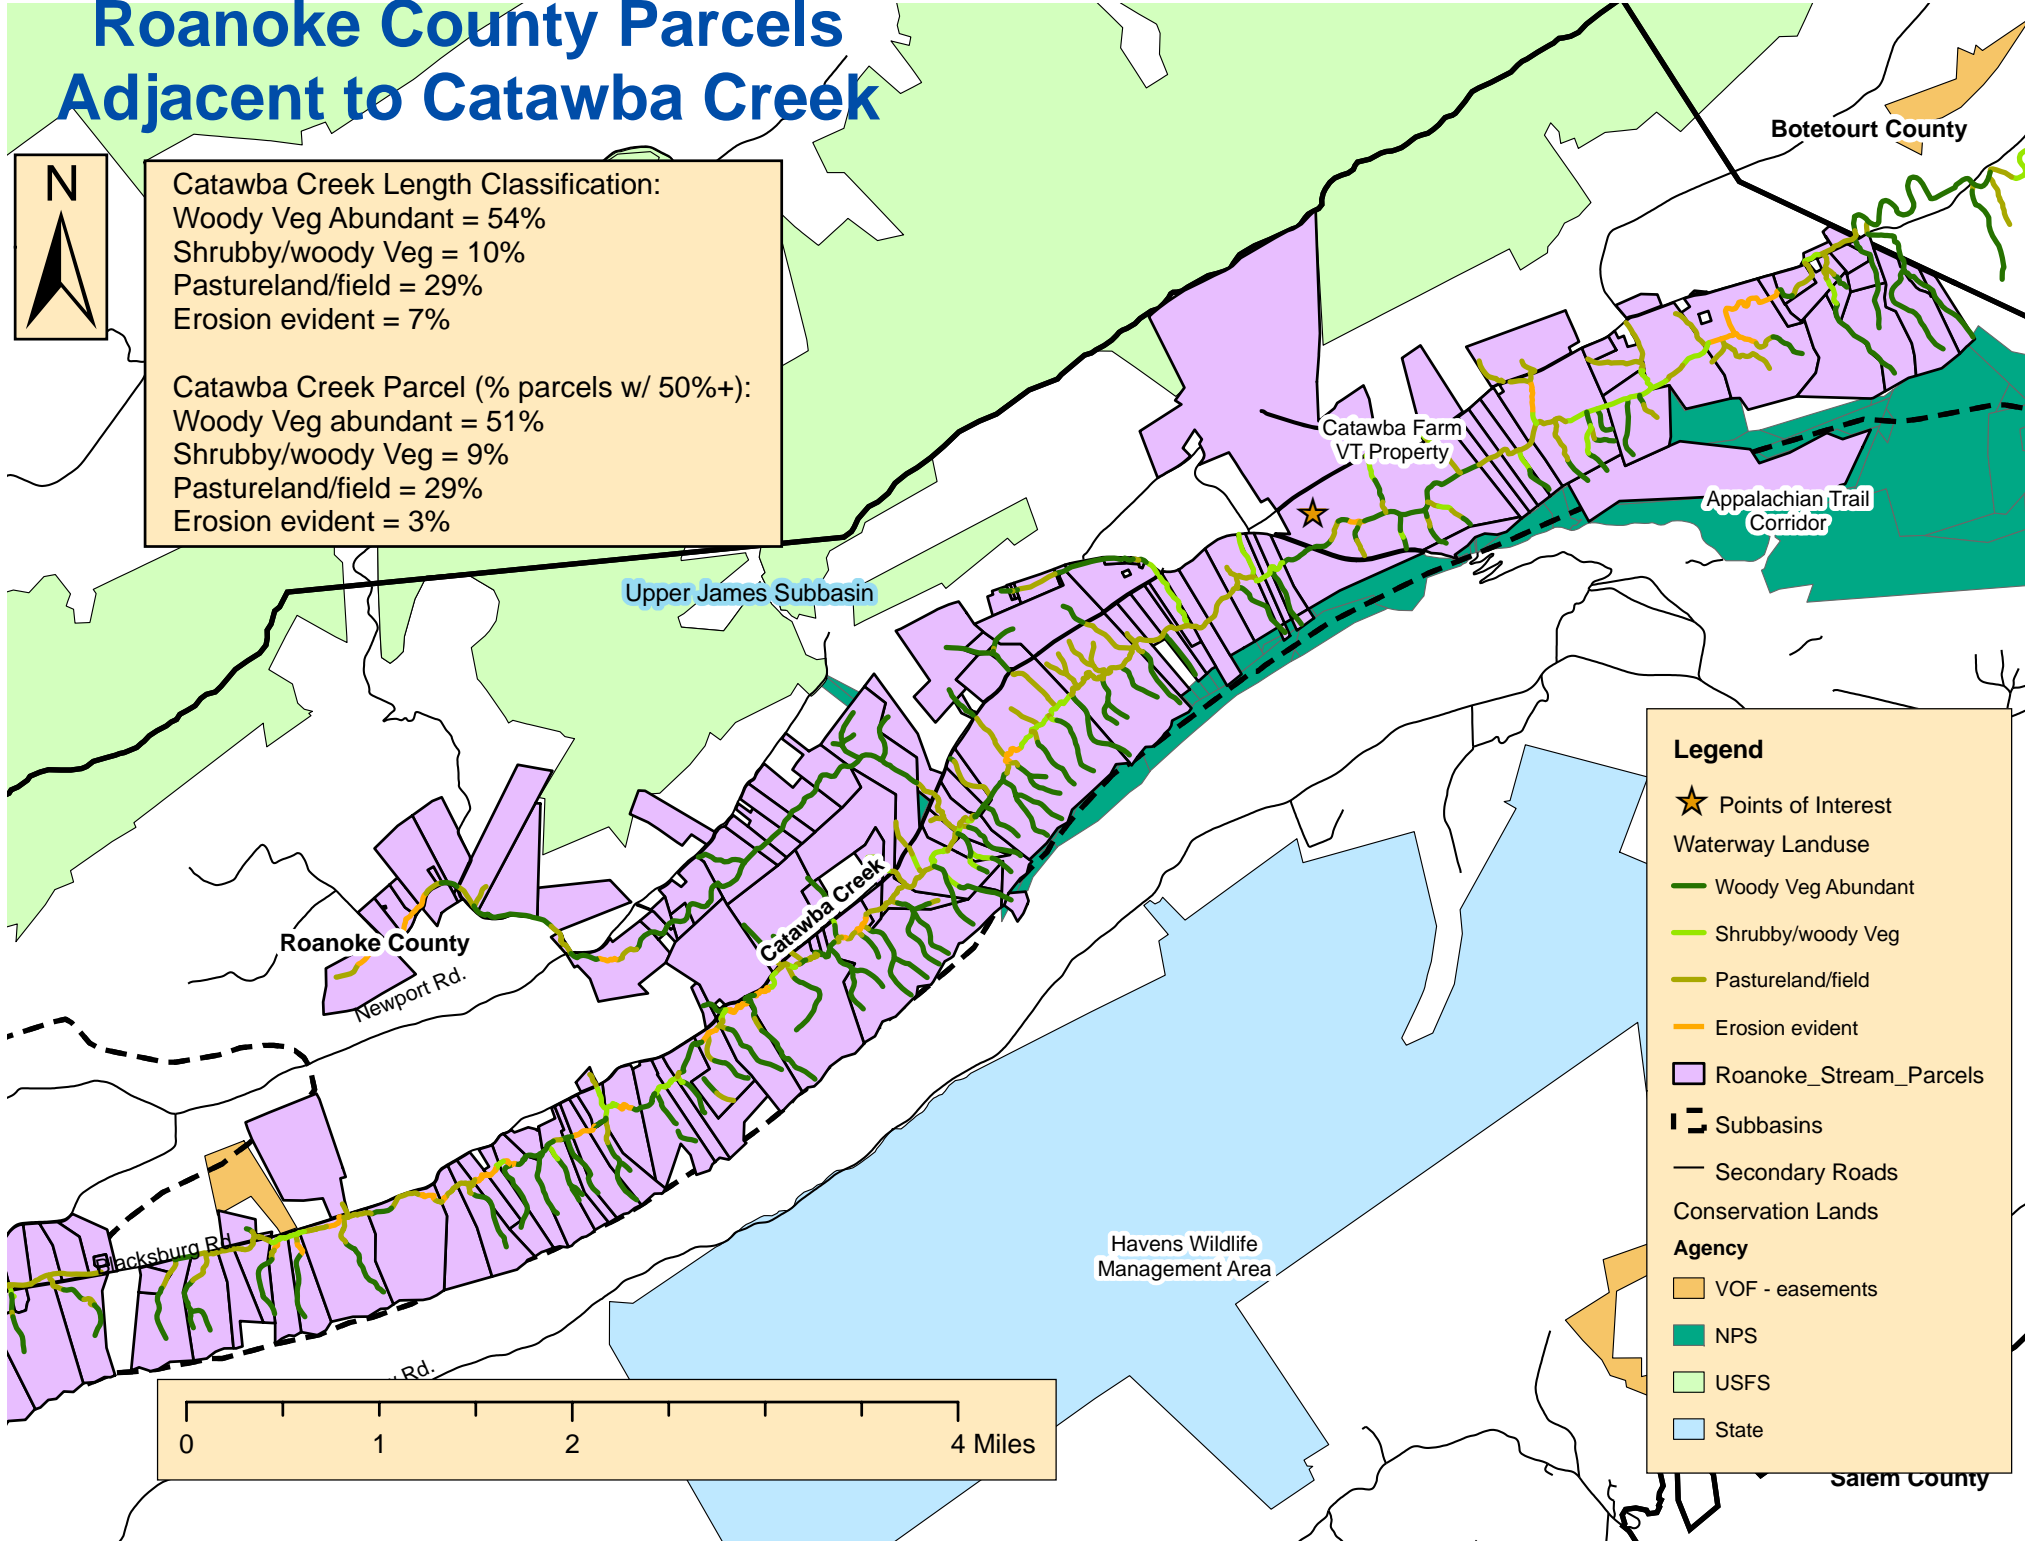 Roanoke County Parcels
Adjacent to Catawba Creek
N
Catawba Creek Length Classification:
Woody Veg Abundant = 54%
Shrubby/woody Veg = 10%
Pastureland/field = 29%
Erosion evident = 7%
Catawba Creek Parcel (% parcels w/ 50%+):
Woody Veg abundant = 51%
Shrubby/woody Veg = 9%
Pastureland/field = 29%
Erosion evident = 3%
Botetourt County
Catawba Farm
VT Property
Appalachian Trail
Corridor
Upper James Subbasin
Catawba Creek
Roanoke County
Newport Rd.
Blacksburg Rd
Rd.
Havens Wildlife
Management Area
Legend
Points of Interest
Waterway Landuse
Woody Veg Abundant
Shrubby/woody Veg
Pastureland/field
Erosion evident
Roanoke_Stream_Parcels
Subbasins
Secondary Roads
Conservation Lands
Agency
VOF - easements
NPS
USFS
State
Salem County
0 1 2 4 Miles